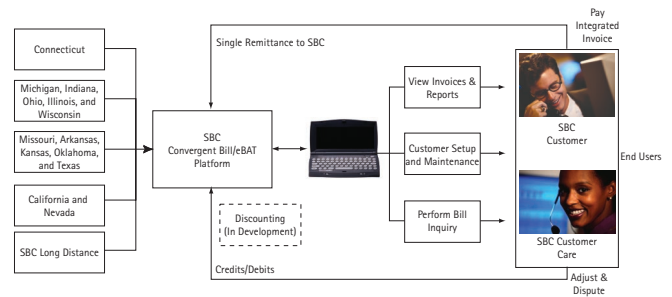 Pay
Integrated
Invoice
Single Remittance to SBC
Connecticut
Michigan, Indiana,
Ohio, Illinois, and
Wisconsin
Missouri, Arkansas,
Kansas, Oklahoma,
and Texas
California and
Nevada
SBC Long Distance
SBC
Convergent Bill/eBAT
Platform
Discounting
(In Development)
Credits/Debits
View Invoices &
Reports
Customer Setup
and Maintenance
Perform Bill
Inquiry
SBC
Customer
End Users
SBC Customer
Care
Adjust &
Dispute